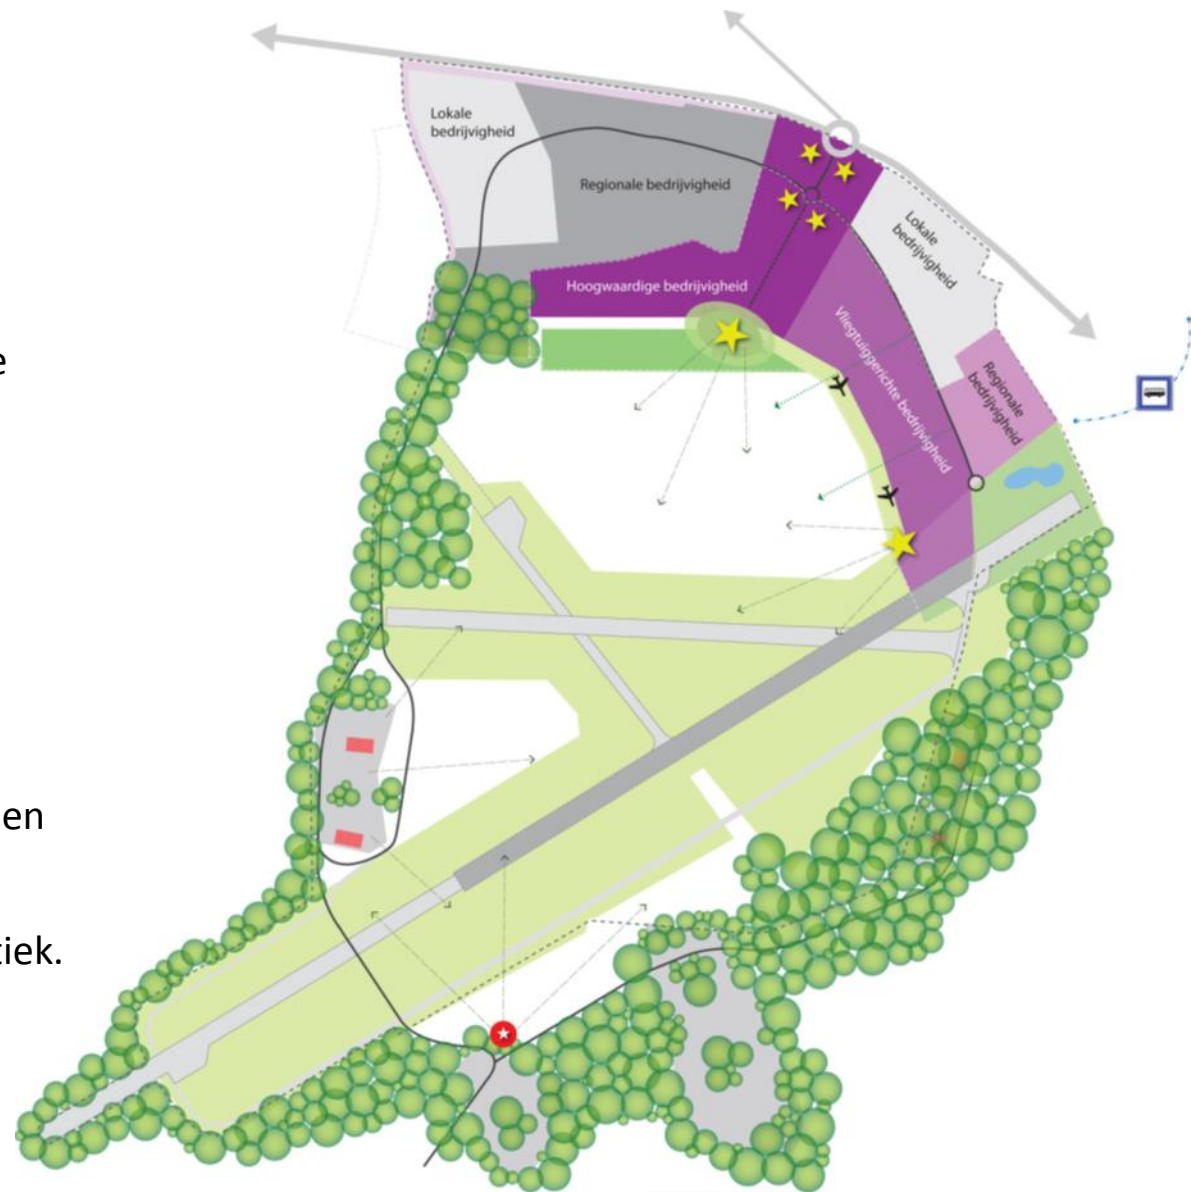 Lokale
bedrijvigheid
Regionale bedrijvigheid
Lokale
bedrijvigheid
Hoogwaardige bedrijvigheid
Vliegtuiggerichte bedrijvigheid
Regionale
bedrijvigheid
e
en
tiek.